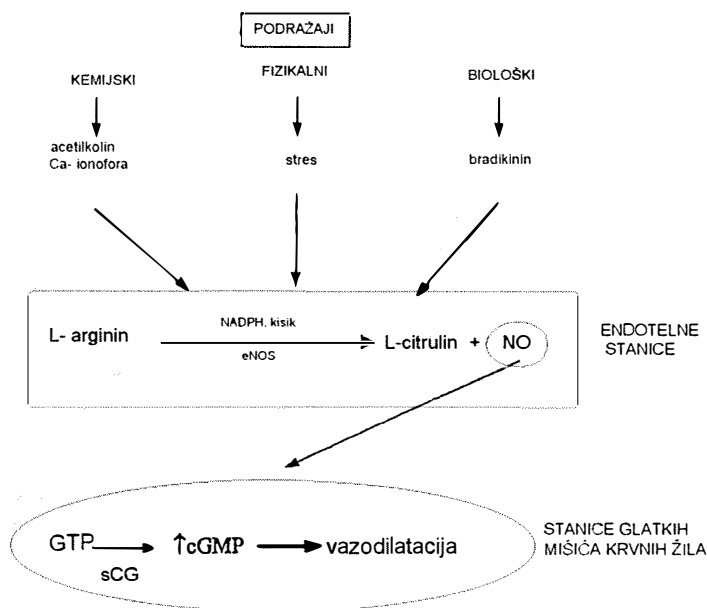 PODRAŽAJI
KEMIJSKI
FIZIKALNI
BIOLOŠKI
acetilkolin
Ca- ionofora
stres
bradikinin
L- arginin
NADPH, kisik
eNOS
L-citrulin + NO
ENDOTELNE
STANICE
GTP
sCG
↑cGMP
vazodilatacija
STANICE GLATKIH
MIŠIĆA KRVNIH ŽILA